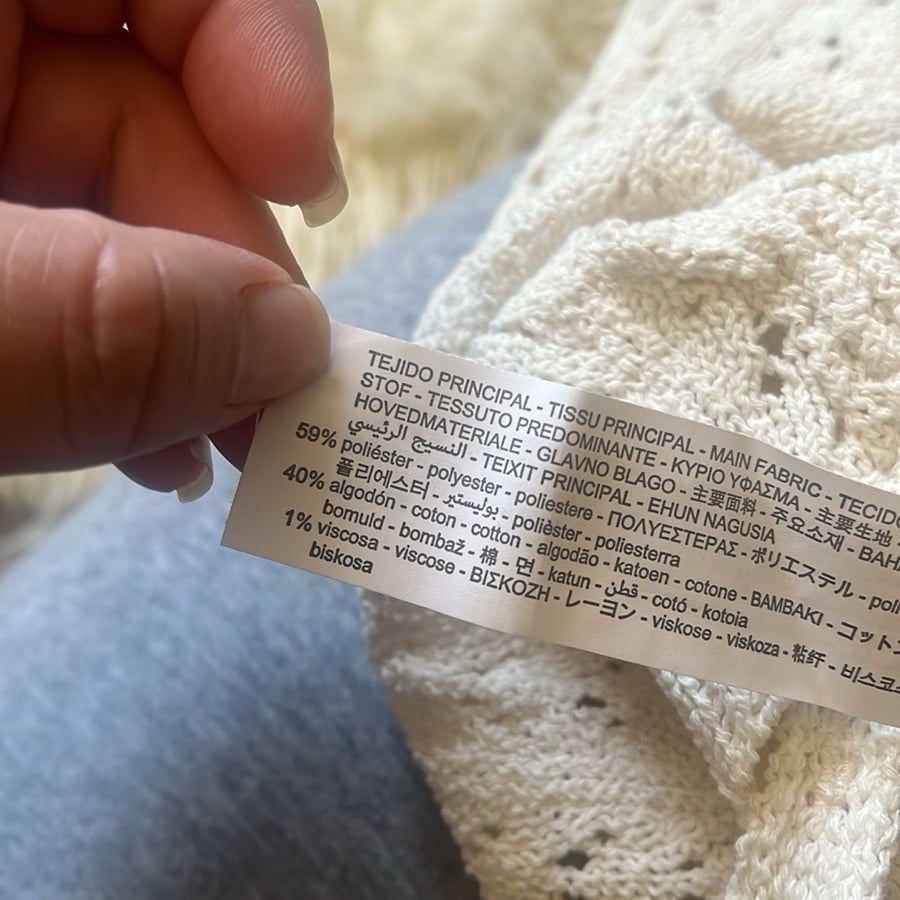 TEJIDO PRINCIPAL - TISSU PRINCIPAL - MAIN FABRIC - TECIDO
STOF - TESSUTO PREDOMINANTE - ΚΥΡΙΟ ΥΦΑΣΜΑ - 主要生地 -
HOVEDMATERIALE - GLAVNO BLAGO - 主要面料 - 주요소재 - BAHA
النسيج الرئيسي - TEIXIT PRINCIPAL - EHUN NAGUSIA
59% poliéster - polyester - poliestere - ΠΟΛΥΕΣΤΕΡΑΣ - ポリエステル - poli
폴리에스터 - بوليستير - polièster - poliesterra
40% algodón - coton - cotton - algodão - katoen - cotone - ΒΑΜΒΑΚΙ - コットン
bomuld - bombaž - 棉 - 면 - katun - قطن - cotó - kotoia
1% viscosa - viscose - ΒΙΣΚΟΖΗ - レーヨン - viskose - viskoza - 粘纤 - 비스코스
biskosa